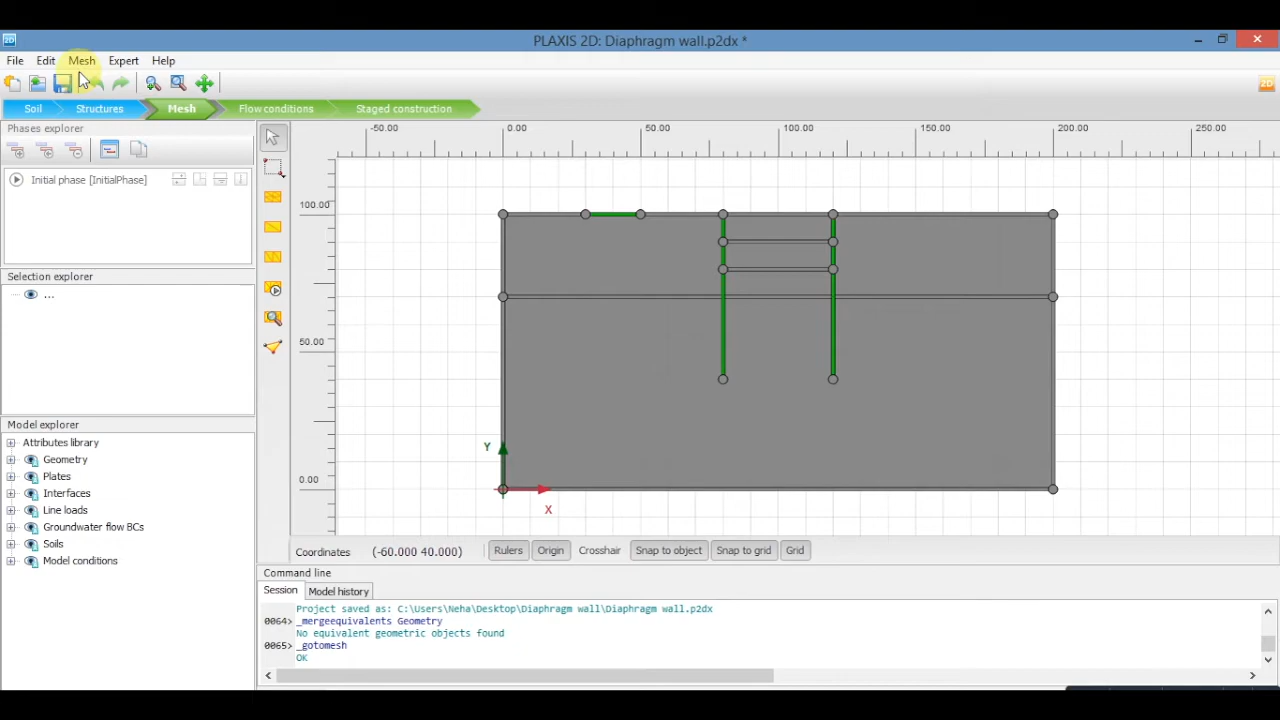 2D
PLAXIS 2D: Diaphragm wall.p2dx *
File Edit Mesh Expert Help
2D
Soil Structures Mesh Flow conditions Staged construction
Phases explorer
Initial phase [InitialPhase]
Selection explorer
...
Model explorer
Attributes library
Geometry
Plates
Interfaces
Line loads
Groundwater flow BCs
Soils
Model conditions
-50.00 0.00 50.00 100.00 150.00 200.00 250.00
100.00
50.00
0.00
Y
X
Coordinates (-60.000 40.000) Rulers Origin Crosshair Snap to object Snap to grid Grid
Command line
Session Model history
Project saved as: C:\Users\Neha\Desktop\Diaphragm wall\Diaphragm wall.p2dx
0064> _mergeequivalents Geometry
No equivalent geometric objects found
0065> _gotomesh
OK